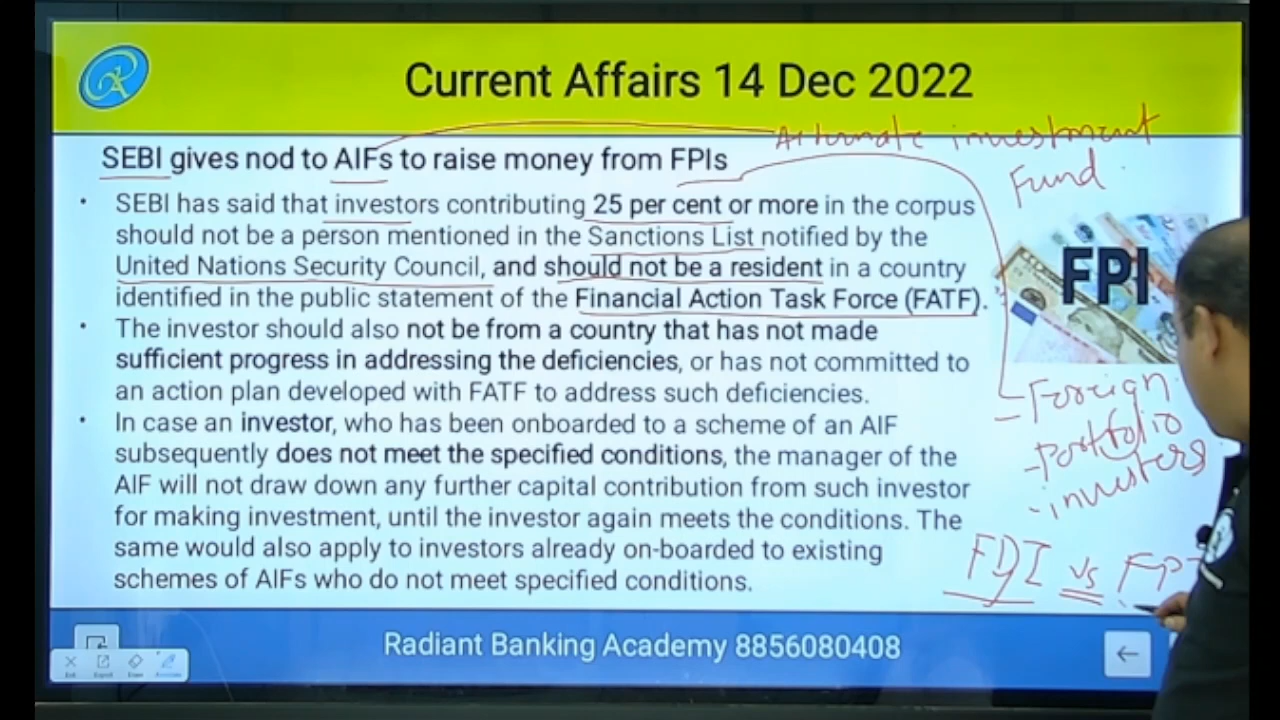 Current Affairs 14 Dec 2022
SEBI gives nod to AIFs to raise money from FPIs
Alternate investment
Fund.
• SEBI has said that investors contributing 25 per cent or more in the corpus
should not be a person mentioned in the Sanctions List notified by the
United Nations Security Council, and should not be a resident in a country
identified in the public statement of the Financial Action Task Force (FATF).
• The investor should also not be from a country that has not made
sufficient progress in addressing the deficiencies, or has not committed to
an action plan developed with FATF to address such deficiencies.
• In case an investor, who has been onboarded to a scheme of an AIF
subsequently does not meet the specified conditions, the manager of the
AIF will not draw down any further capital contribution from such investor
for making investment, until the investor again meets the conditions. The
same would also apply to investors already on-boarded to existing
schemes of AIFs who do not meet specified conditions.
FPI
- Foreign
- portfolio
- investers
FDI vs FPI
Radiant Banking Academy 8856080408